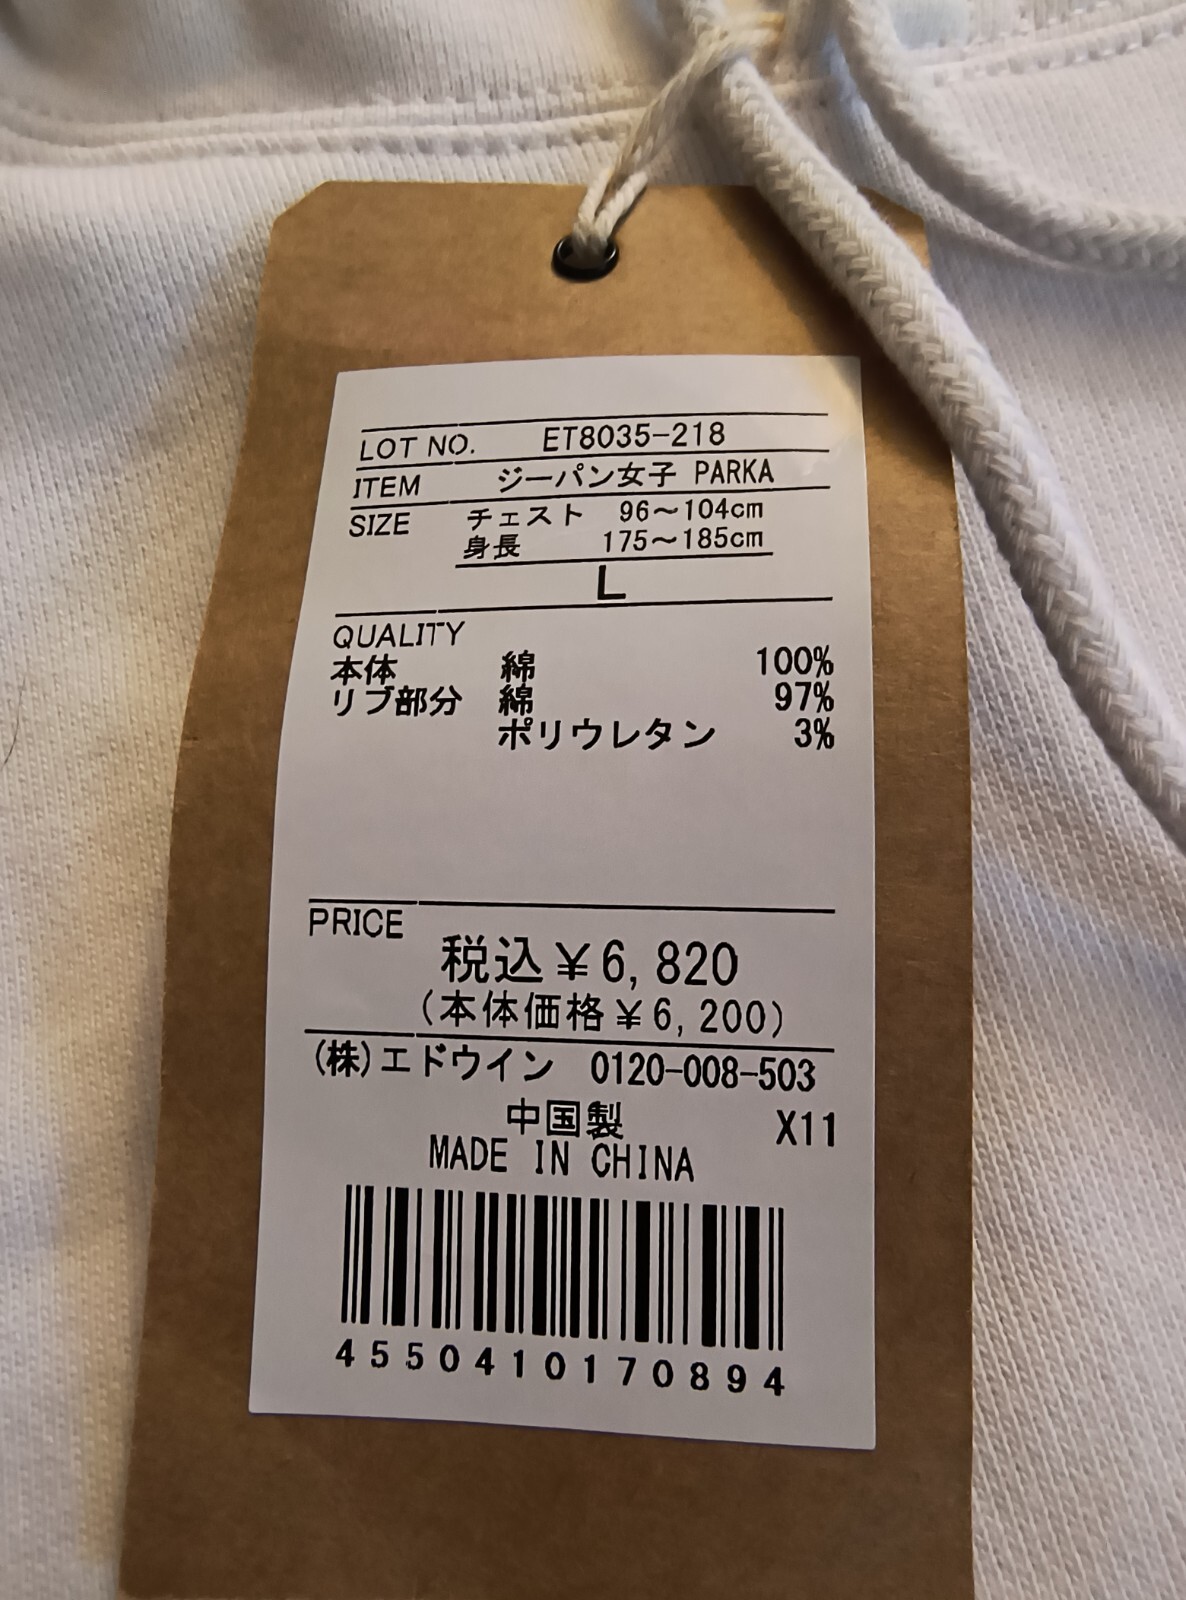 LOT NO. ET8035-218
ITEM ジーパン女子 PARKA
SIZE チェスト 96～104cm
身長 175～185cm
L
QUALITY
本体 綿 100%
リブ部分 綿 97%
ポリウレタン 3%
PRICE
税込￥6,820
(本体価格￥6,200)
(株)エドウイン 0120-008-503
中国製 X11
MADE IN CHINA
4550410170894